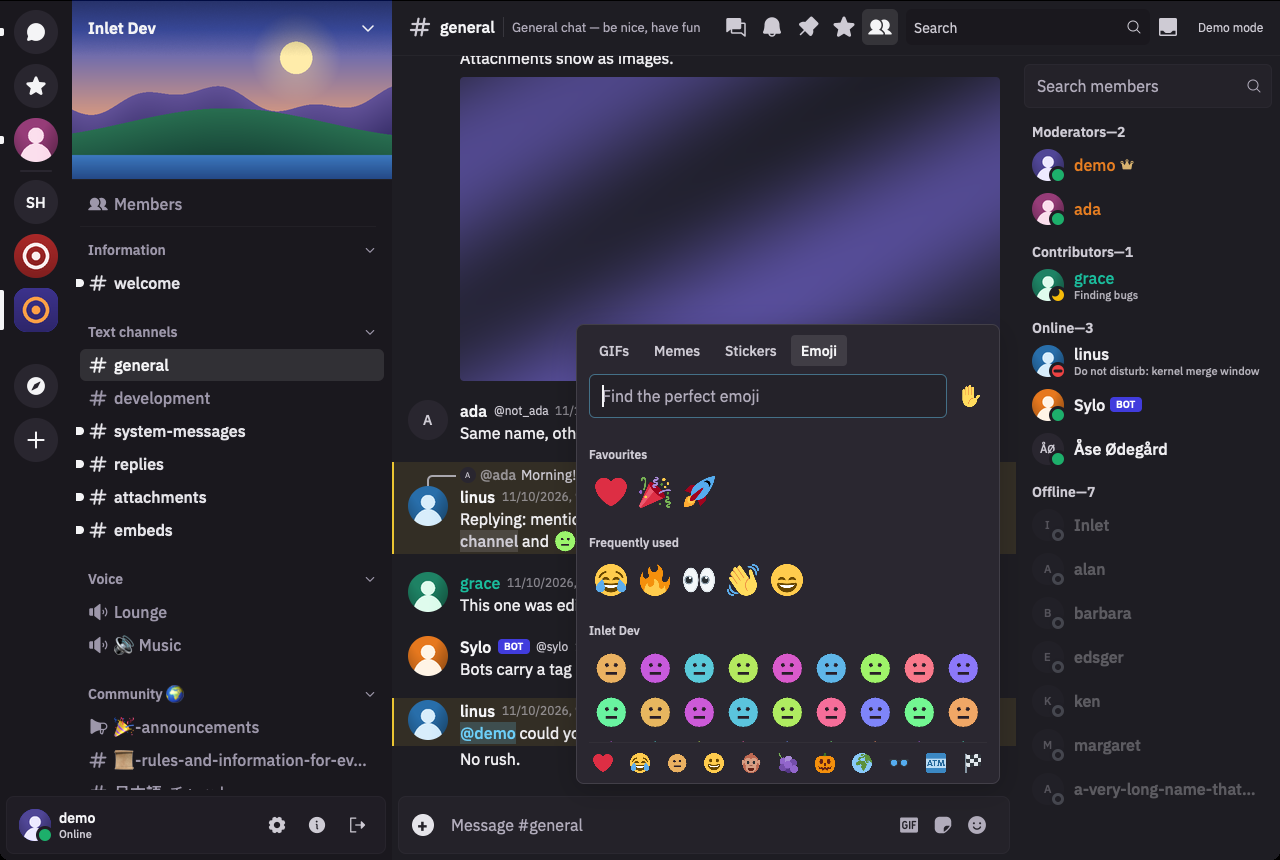 Inlet Dev
# general
General chat — be nice, have fun
Search
Demo mode
SH
Members
Information
# welcome
Text channels
# general
# development
# system-messages
# replies
# attachments
# embeds
Voice
Lounge
Music
Community
-announcements
# -rules-and-information-for-ev...
demo
Online
Attachments show as images.
A
ada @not_ada 11/
Same name, oth
A @ada Morning!
linus 11/10/2026,
Replying: mentio
channel and
grace 11/10/2026,
This one was edi
Sylo BOT @sylo
Bots carry a tag
linus 11/10/2026,
@demo could yo
No rush.
Message #general
GIF
GIFs
Memes
Stickers
Emoji
Find the perfect emoji
Favourites
Frequently used
Inlet Dev
ATM
Search members
Moderators—2
demo
ada
Contributors—1
grace
Finding bugs
Online—3
linus
Do not disturb: kernel merge window
Sylo BOT
ÅØ
Åse Ødegård
Offline—7
I
Inlet
A
alan
B
barbara
E
edsger
K
ken
M
margaret
A
a-very-long-name-that...